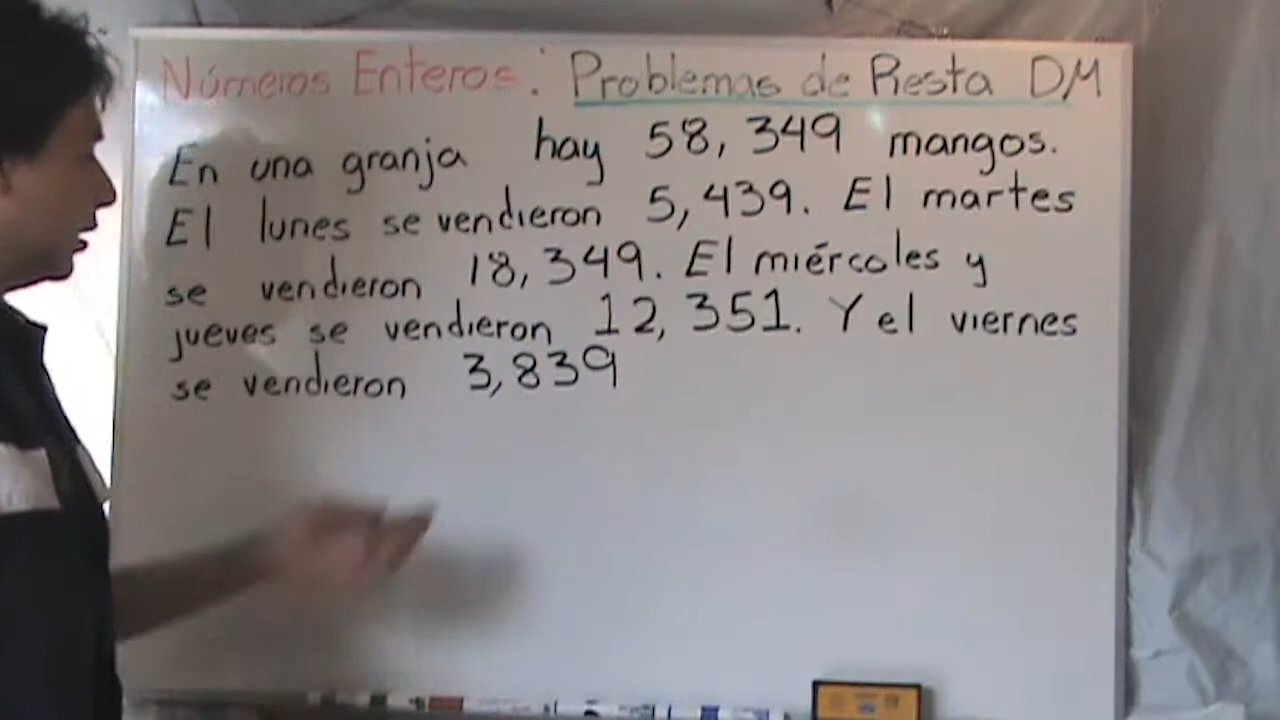 Números Enteros: Problemas de Resta DM
En una granja hay 58,349 mangos.
El lunes se vendieron 5,439. El martes
se vendieron 18,349. El miércoles y
jueves se vendieron 12,351. Y el viernes
se vendieron 3,839